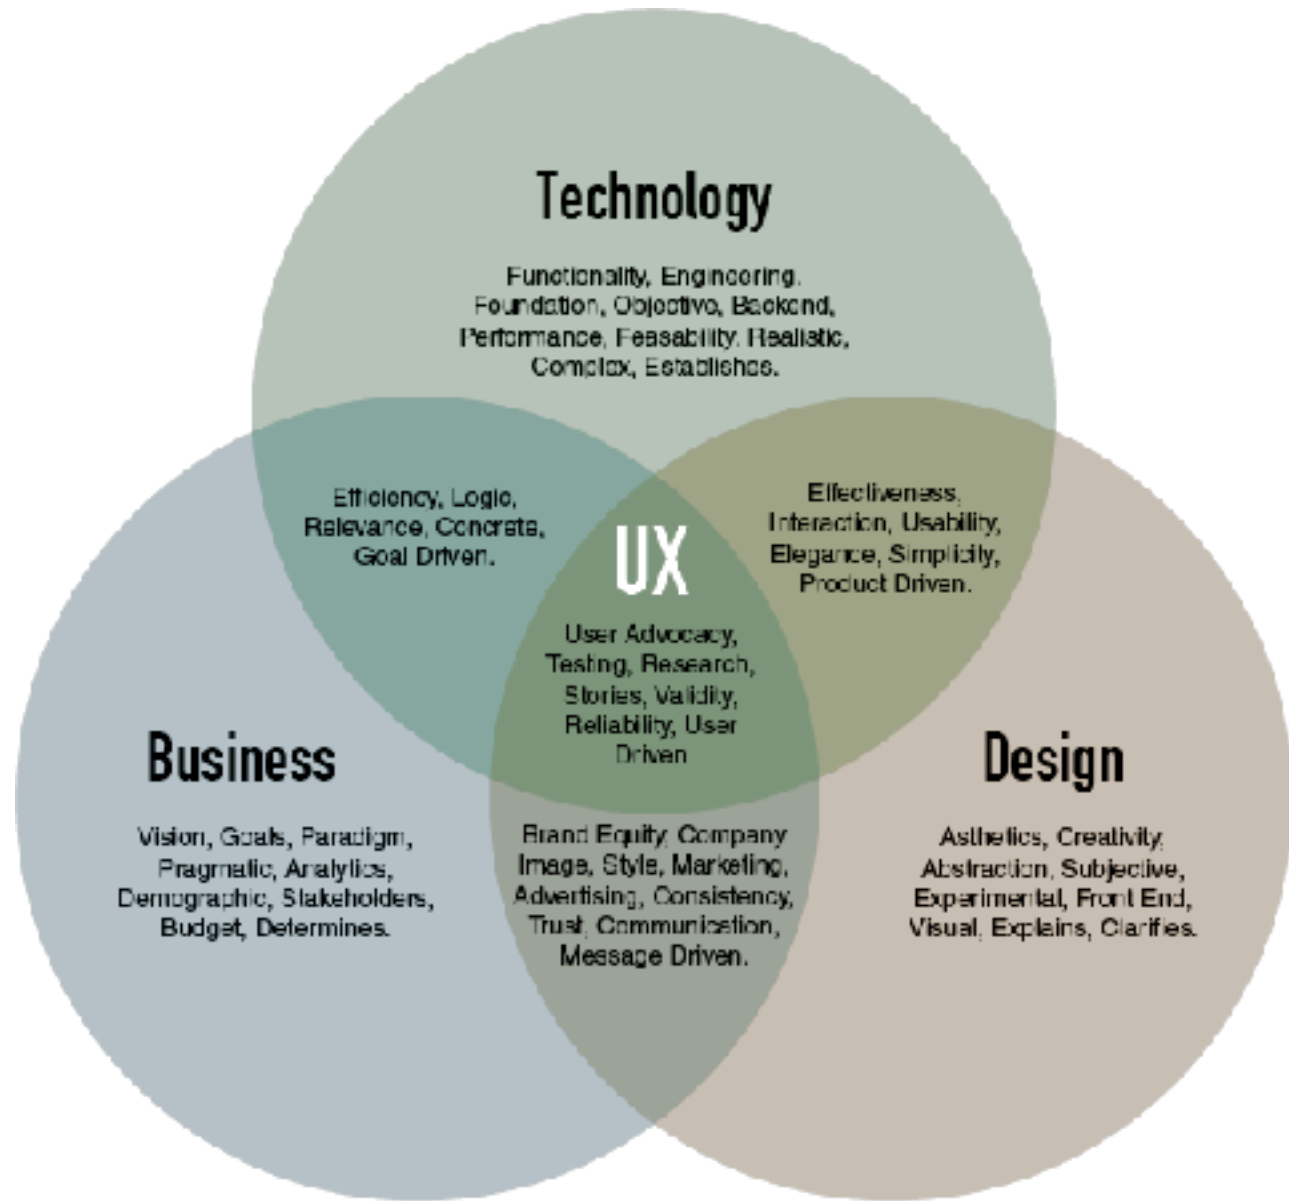 Technology
Functionality, Engineering.
Foundation, Objective, Backend,
Performance, Feasability. Realistic,
Complex, Establishes.
Efficiency, Logic,
Relevance, Concrete,
Goal Driven.
Effectiveness,
Interaction, Usability,
Elegance, Simplicity,
Product Driven.
UX
User Advocacy,
Testing, Research,
Stories, Validity,
Reliability, User
Driven
Business
Vision, Goals, Paradigm,
Pragmatic, Analytics,
Demographic, Stakeholders,
Budget, Determines.
Brand Equity, Company
Image, Style, Marketing,
Advertising, Consistency,
Trust, Communication,
Message Driven.
Design
Asthetics, Creativity,
Abstraction, Subjective,
Experimental, Front End,
Visual, Explains, Clarifies.